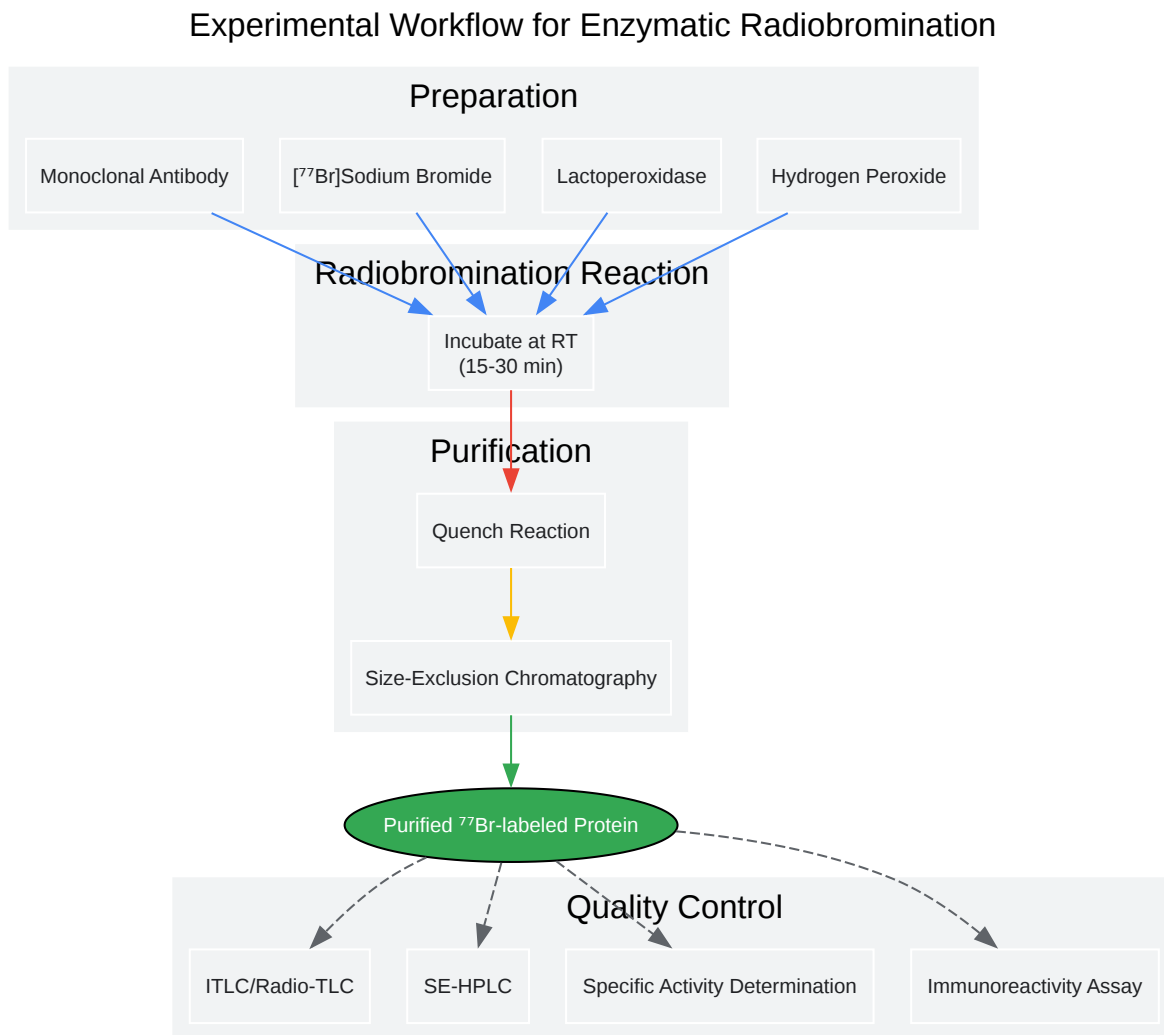 Experimental Workflow for Enzymatic Radiobromination
Preparation
Monoclonal Antibody
[⁷⁷Br]Sodium Bromide
Lactoperoxidase
Hydrogen Peroxide
Radiobromination Reaction
Incubate at RT
(15-30 min)
Purification
Quench Reaction
Size-Exclusion Chromatography
Purified ⁷⁷Br-labeled Protein
Quality Control
ITLC/Radio-TLC
SE-HPLC
Specific Activity Determination
Immunoreactivity Assay